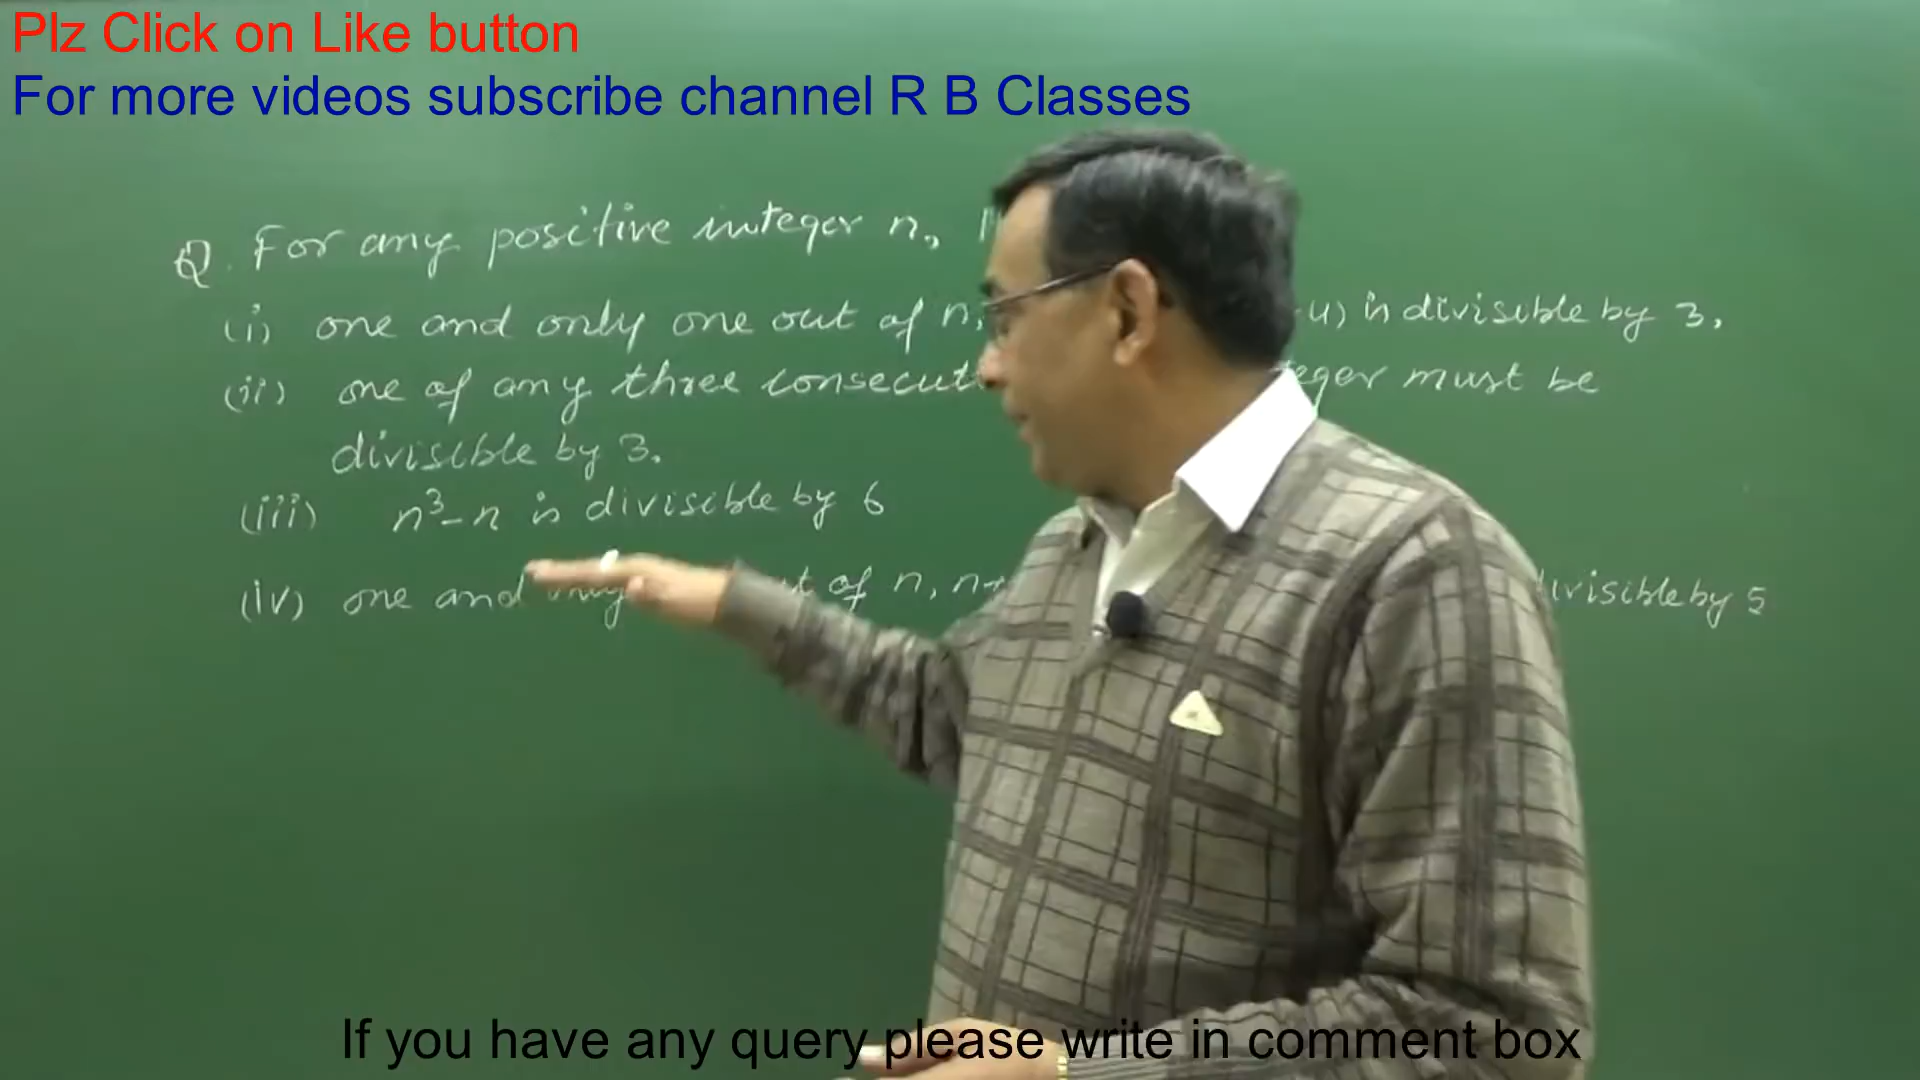 Plz Click on Like button
For more videos subscribe channel R B Classes
Q. For any positive integer n,
(i) one and only one out of n, 4) is divisible by 3,
(ii) one of any three must be
divisible by 3.
(iii) n³-n is divisible by 6
(iv) one and of n, divisible by 5
If you have any query please write in comment box